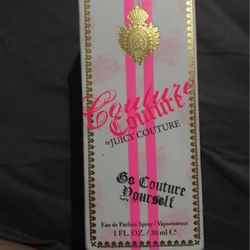 Couture
Couture
by JUICY COUTURE
Go Couture
Yourself
Eau de Parfum Spray / Vaporisateur
1 FL. OZ. / 30 ml ℮